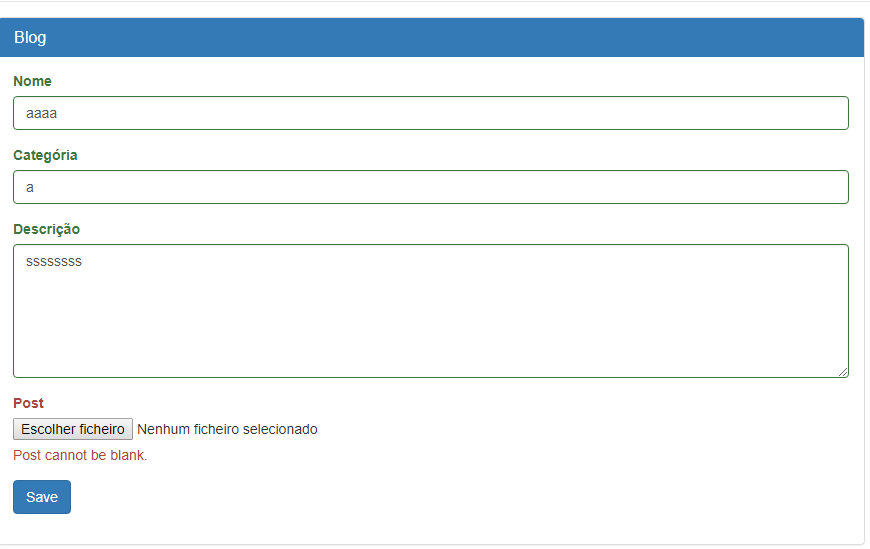 Blog
Nome
aaaa
Categória
a
Descrição
ssssssss
Post
Escolher ficheiro Nenhum ficheiro selecionado
Post cannot be blank.
Save